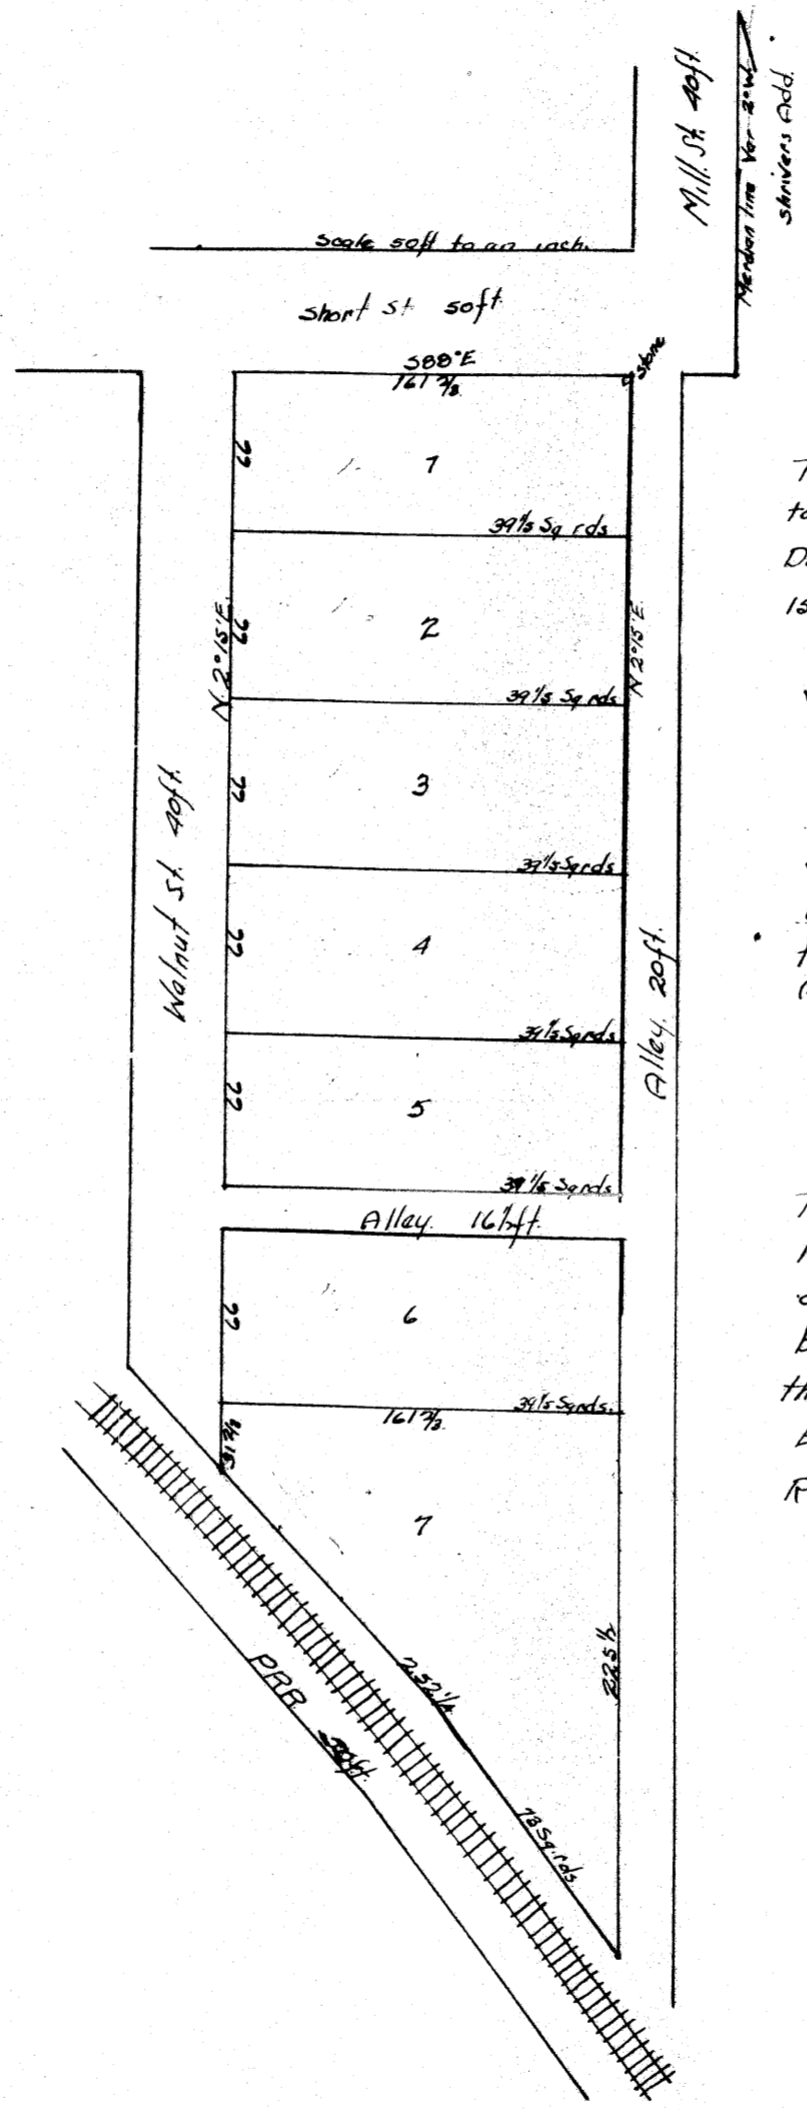 Mill. St. 40ft.
Meridian line Var 2°W
Shrivers Add.
Scale 50ft to an inch.
Short St. 50ft
S88°E
161 2/3
Stone
66
1
39 1/5 Sq rds
N. 2°15'E.
66
2
N 2°15'E.
39 1/5 Sq rds
66
3
39 1/5 Sq rds
Walnut St. 40ft.
66
4
39 1/5 Sq rds
Alley. 20ft.
66
5
39 1/5 Sq rds
Alley. 16 1/2 ft.
66
6
39 1/5 Sq rds.
161 2/3
31 2/3
7
225 1/2
252 1/4
73 Sq. rds
PRR